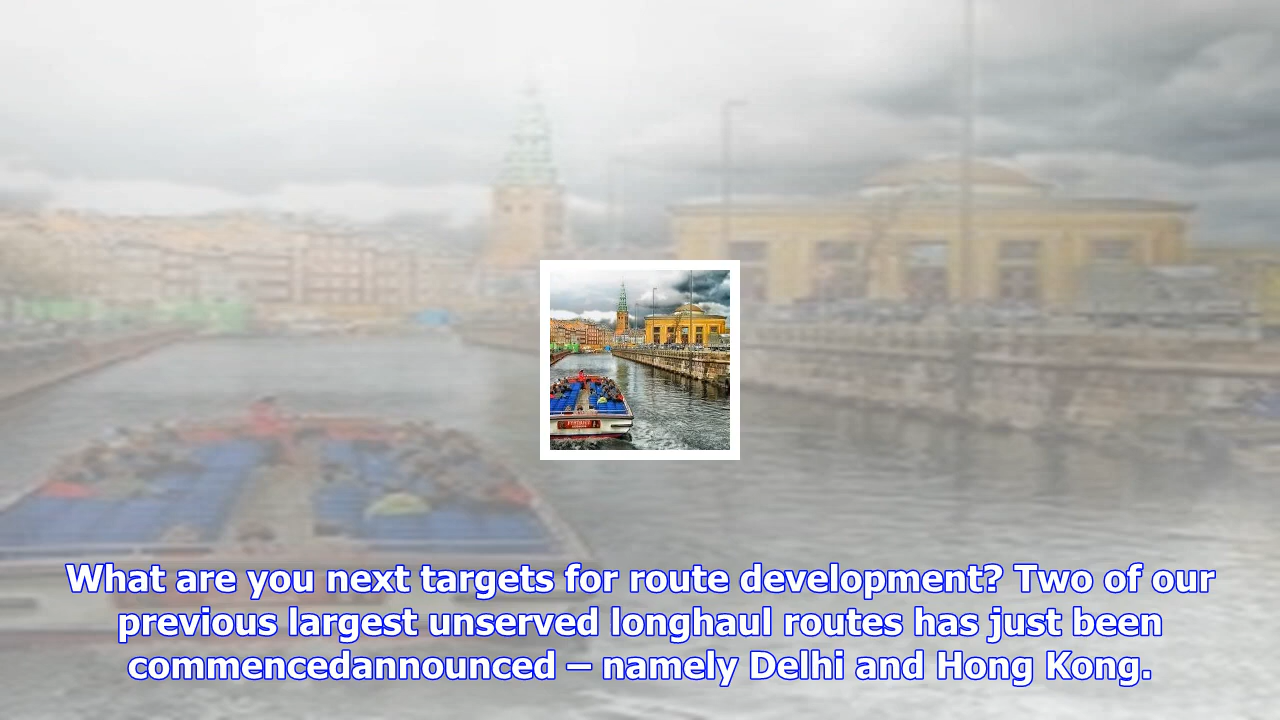 What are you next targets for route development? Two of our
previous largest unserved longhaul routes has just been
commencedannounced – namely Delhi and Hong Kong.